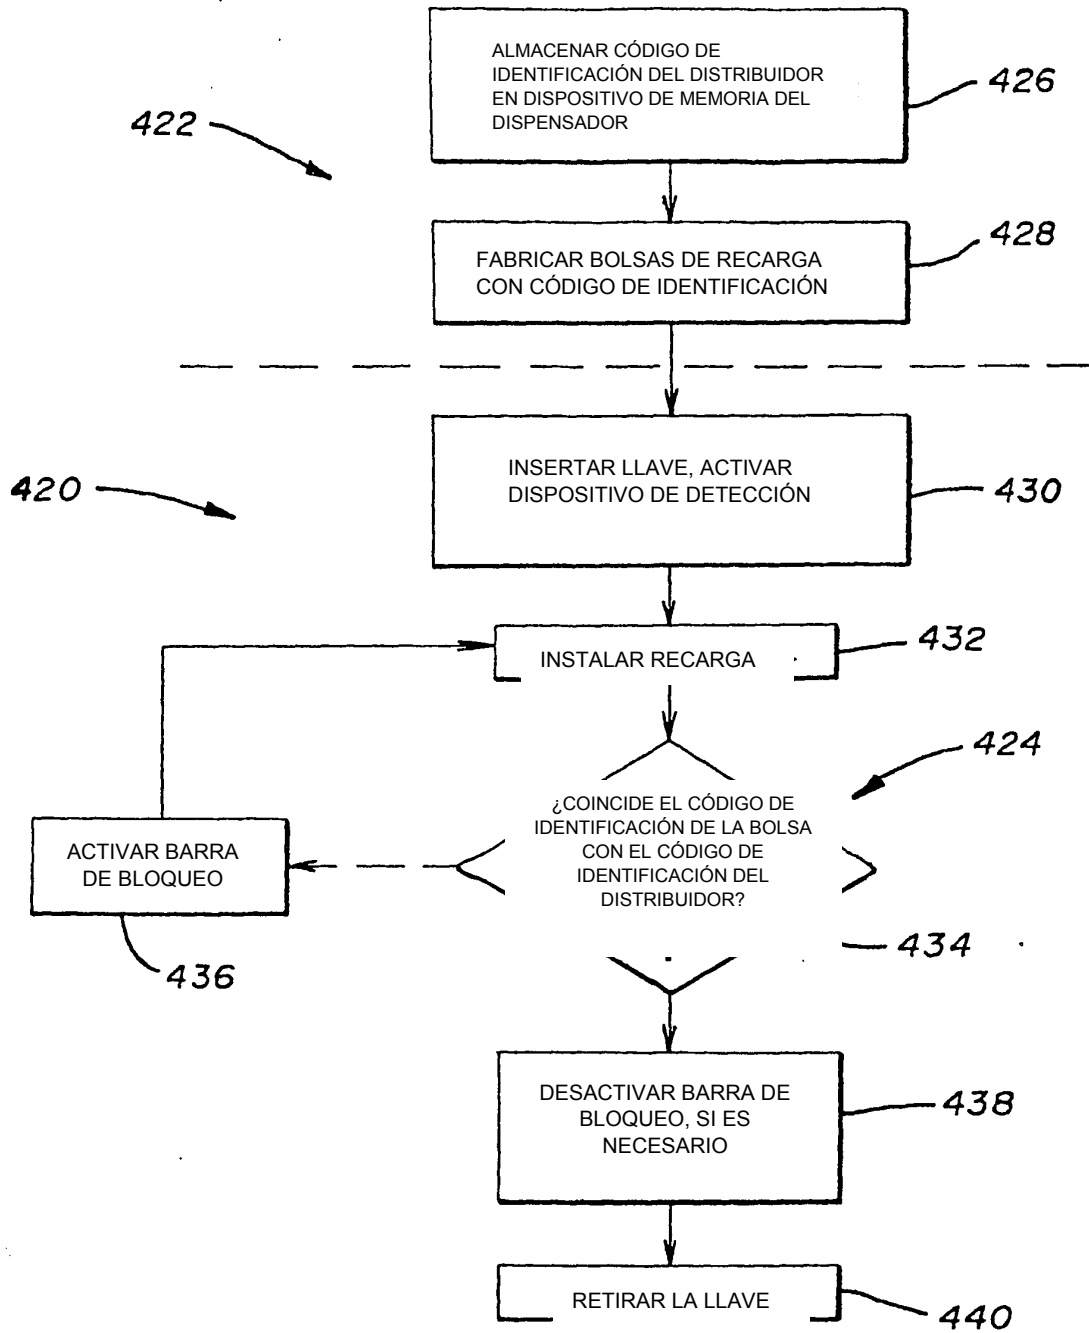 ALMACENAR CÓDIGO DE
IDENTIFICACIÓN DEL DISTRIBUIDOR
EN DISPOSITIVO DE MEMORIA DEL
DISPENSADOR
426
422
FABRICAR BOLSAS DE RECARGA
CON CÓDIGO DE IDENTIFICACIÓN
428
INSERTAR LLAVE, ACTIVAR
DISPOSITIVO DE DETECCIÓN
430
420
INSTALAR RECARGA
432
424
¿COINCIDE EL CÓDIGO DE
IDENTIFICACIÓN DE LA BOLSA
CON EL CÓDIGO DE
IDENTIFICACIÓN DEL
DISTRIBUIDOR?
434
ACTIVAR BARRA
DE BLOQUEO
436
DESACTIVAR BARRA DE
BLOQUEO, SI ES
NECESARIO
438
RETIRAR LA LLAVE
440